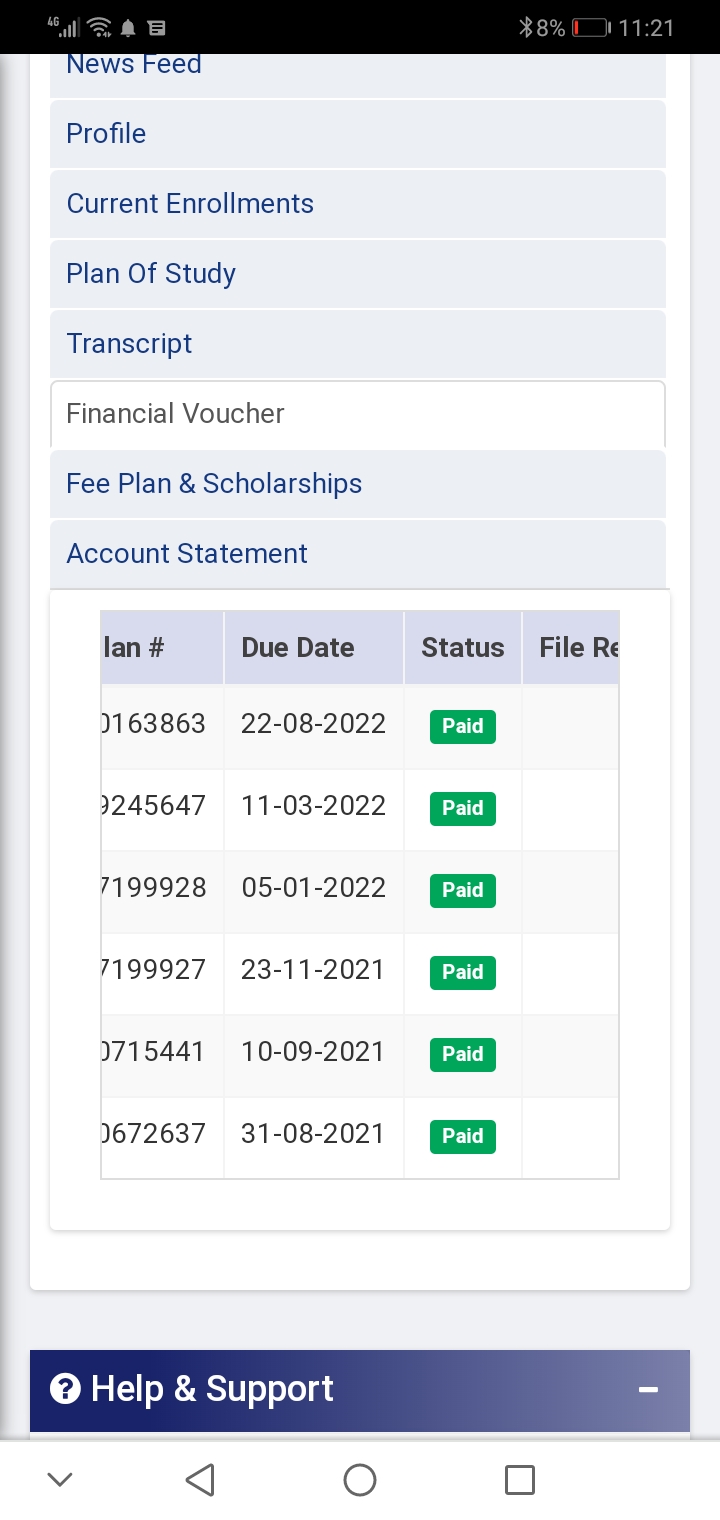 4G 8% 11:21
News Feed
Profile
Current Enrollments
Plan Of Study
Transcript
Financial Voucher
Fee Plan & Scholarships
Account Statement
lan # Due Date Status File Re
0163863 22-08-2022 Paid
9245647 11-03-2022 Paid
7199928 05-01-2022 Paid
7199927 23-11-2021 Paid
0715441 10-09-2021 Paid
0672637 31-08-2021 Paid
? Help & Support